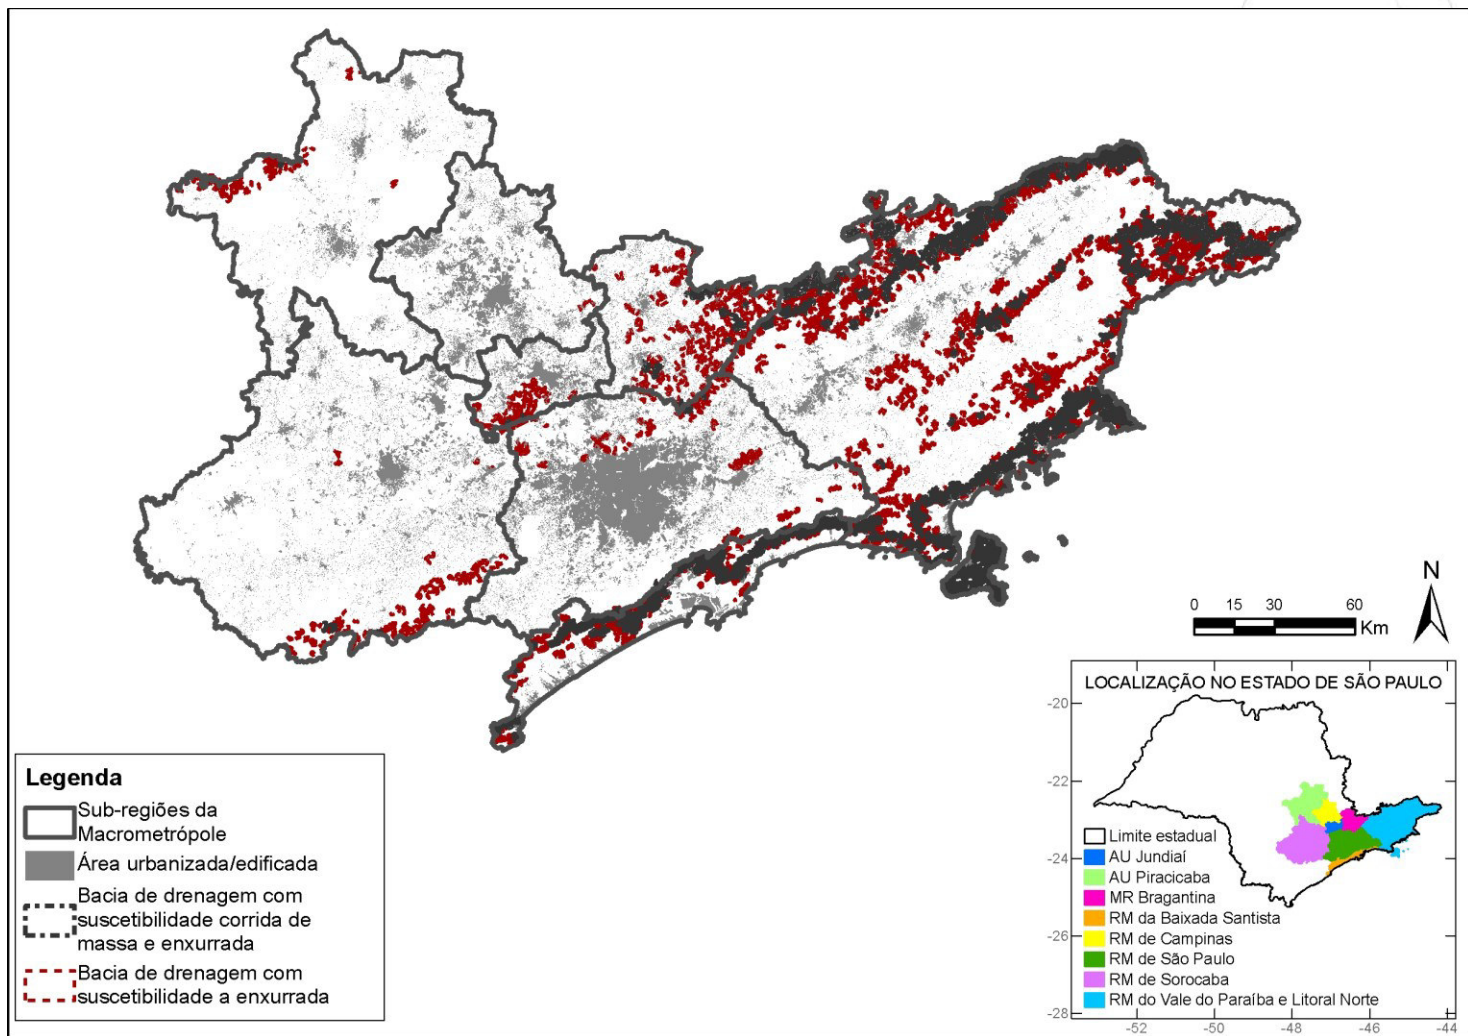 N
0 15 30 60
Km
Legenda
Sub-regiões da
Macrometrópole
Área urbanizada/edificada
Bacia de drenagem com
suscetibilidade corrida de
massa e enxurrada
Bacia de drenagem com
suscetibilidade a enxurrada
LOCALIZAÇÃO NO ESTADO DE SÃO PAULO
-20
-22
-24
-26
-28
Limite estadual
AU Jundiaí
AU Piracicaba
MR Bragantina
RM da Baixada Santista
RM de Campinas
RM de São Paulo
RM de Sorocaba
RM do Vale do Paraíba e Litoral Norte
-52 -50 -48 -46 -44